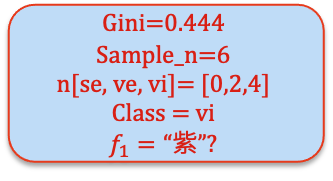 Gini=0.444
Sample_n=6
n[se, ve, vi]= [0,2,4]
Class = vi
f₁ = “紫”?